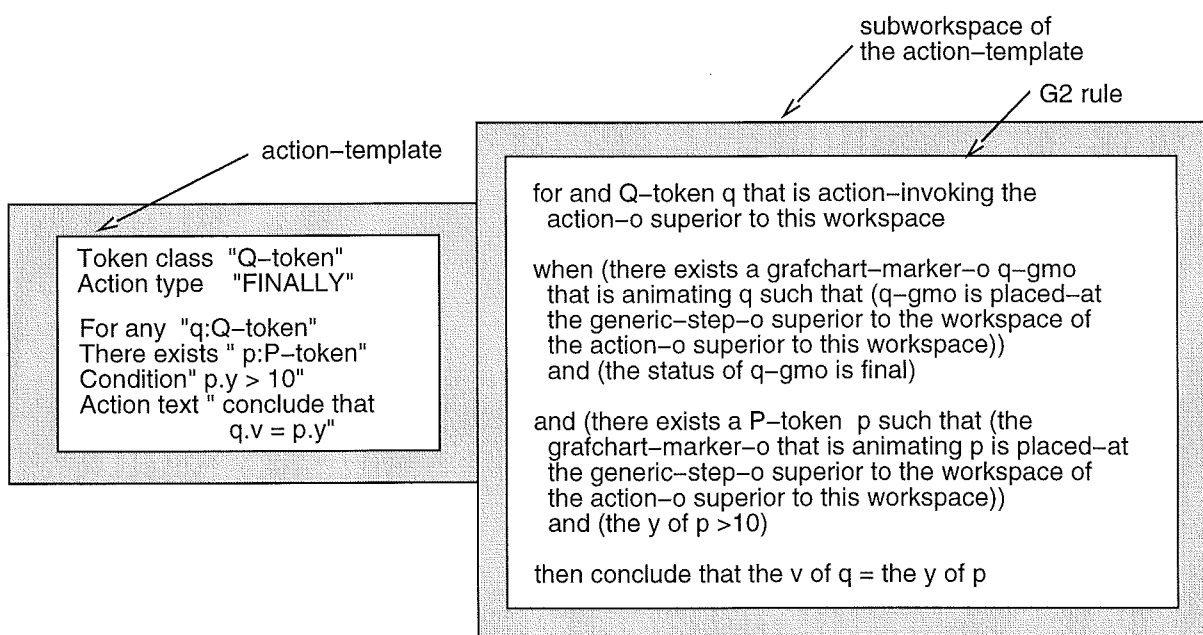 subworkspace of
the action–template
G2 rule
action–template
Token class "Q–token"
Action type "FINALLY"
For any "q:Q–token"
There exists " p:P–token"
Condition" p.y > 10"
Action text " conclude that
q.v = p.y"
for and Q–token q that is action–invoking the
action–o superior to this workspace
when (there exists a grafchart–marker–o q–gmo
that is animating q such that (q–gmo is placed–at
the generic–step–o superior to the workspace of
the action–o superior to this workspace))
and (the status of q–gmo is final)
and (there exists a P–token p such that (the
grafchart–marker–o that is animating p is placed–at
the generic–step–o superior to the workspace of
the action–o superior to this workspace))
and (the y of p >10)
then conclude that the v of q = the y of p